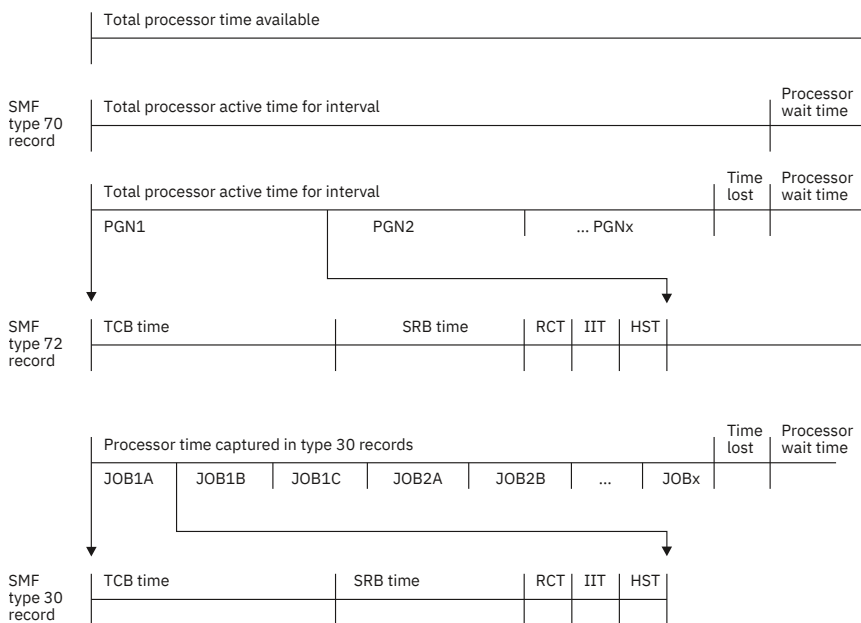 Total processor time available
SMF
type 70
record
Total processor active time for interval
Processor
wait time
Total processor active time for interval
Time
lost
Processor
wait time
PGN1
PGN2
... PGNx
SMF
type 72
record
TCB time
SRB time
RCT
IIT
HST
Processor time captured in type 30 records
Time
lost
Processor
wait time
JOB1A
JOB1B
JOB1C
JOB2A
JOB2B
...
JOBx
SMF
type 30
record
TCB time
SRB time
RCT
IIT
HST